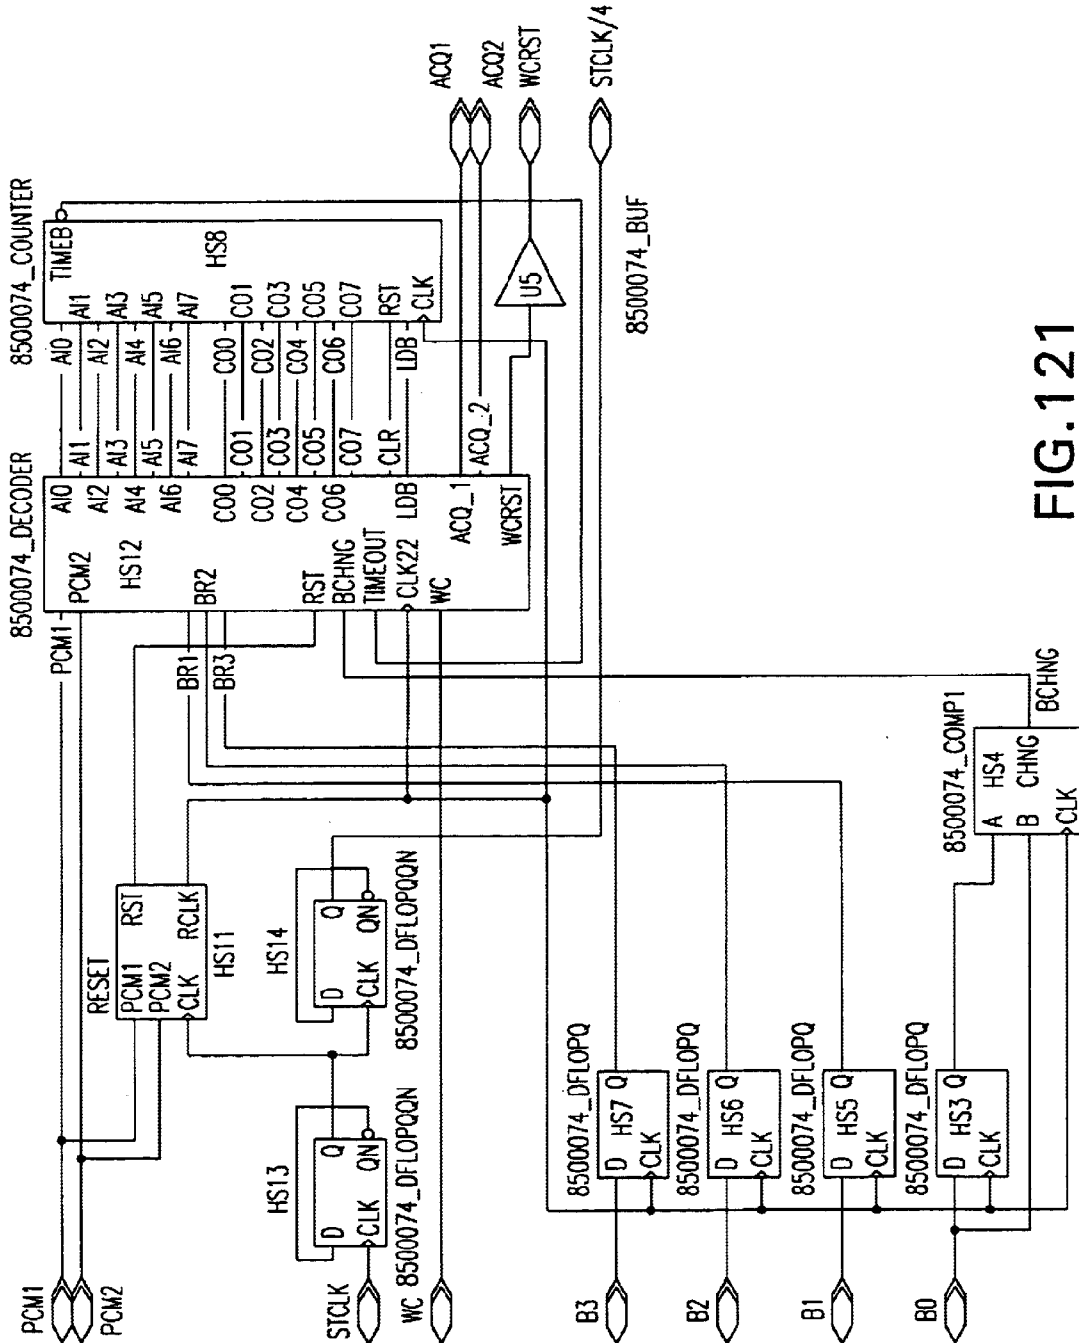 PCM1
PCM2
STCLK
WC
B3
B2
B1
B0
HS13
D
Q
CLK
QN
8500074_DFLOPQQN
HS14
D
Q
CLK
QN
8500074_DFLOPQQN
RESET
PCM1
PCM2
CLK
RST
RCLK
HS11
8500074_DFLOPQ
D
HS7
Q
CLK
8500074_DFLOPQ
D
HS6
Q
CLK
8500074_DFLOPQ
D
HS5
Q
CLK
8500074_DFLOPQ
D
HS3
Q
CLK
8500074_COMP1
A
HS4
B
CHNG
CLK
BCHNG
8500074_DECODER
PCM1
PCM2
HS12
BR1
BR2
BR3
RST
BCHNG
TIMEOUT
CLK22
WC
AI0
AI1
AI2
AI3
AI4
AI5
AI6
AI7
CO0
CO1
CO2
CO3
CO4
CO5
CO6
CO7
CLR
LDB
ACQ_1
ACQ_2
WCRST
8500074_COUNTER
AI0
AI1
AI2
AI3
AI4
AI5
AI6
AI7
CO0
CO1
CO2
CO3
CO4
CO5
CO6
CO7
RST
LDB
CLK
TIMEB
HS8
U5
8500074_BUF
ACQ1
ACQ2
WCRST
STCLK/4
FIG.121